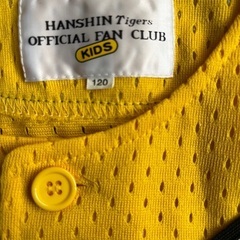 HANSHIN Tigers
OFFICIAL FAN CLUB
KIDS
120